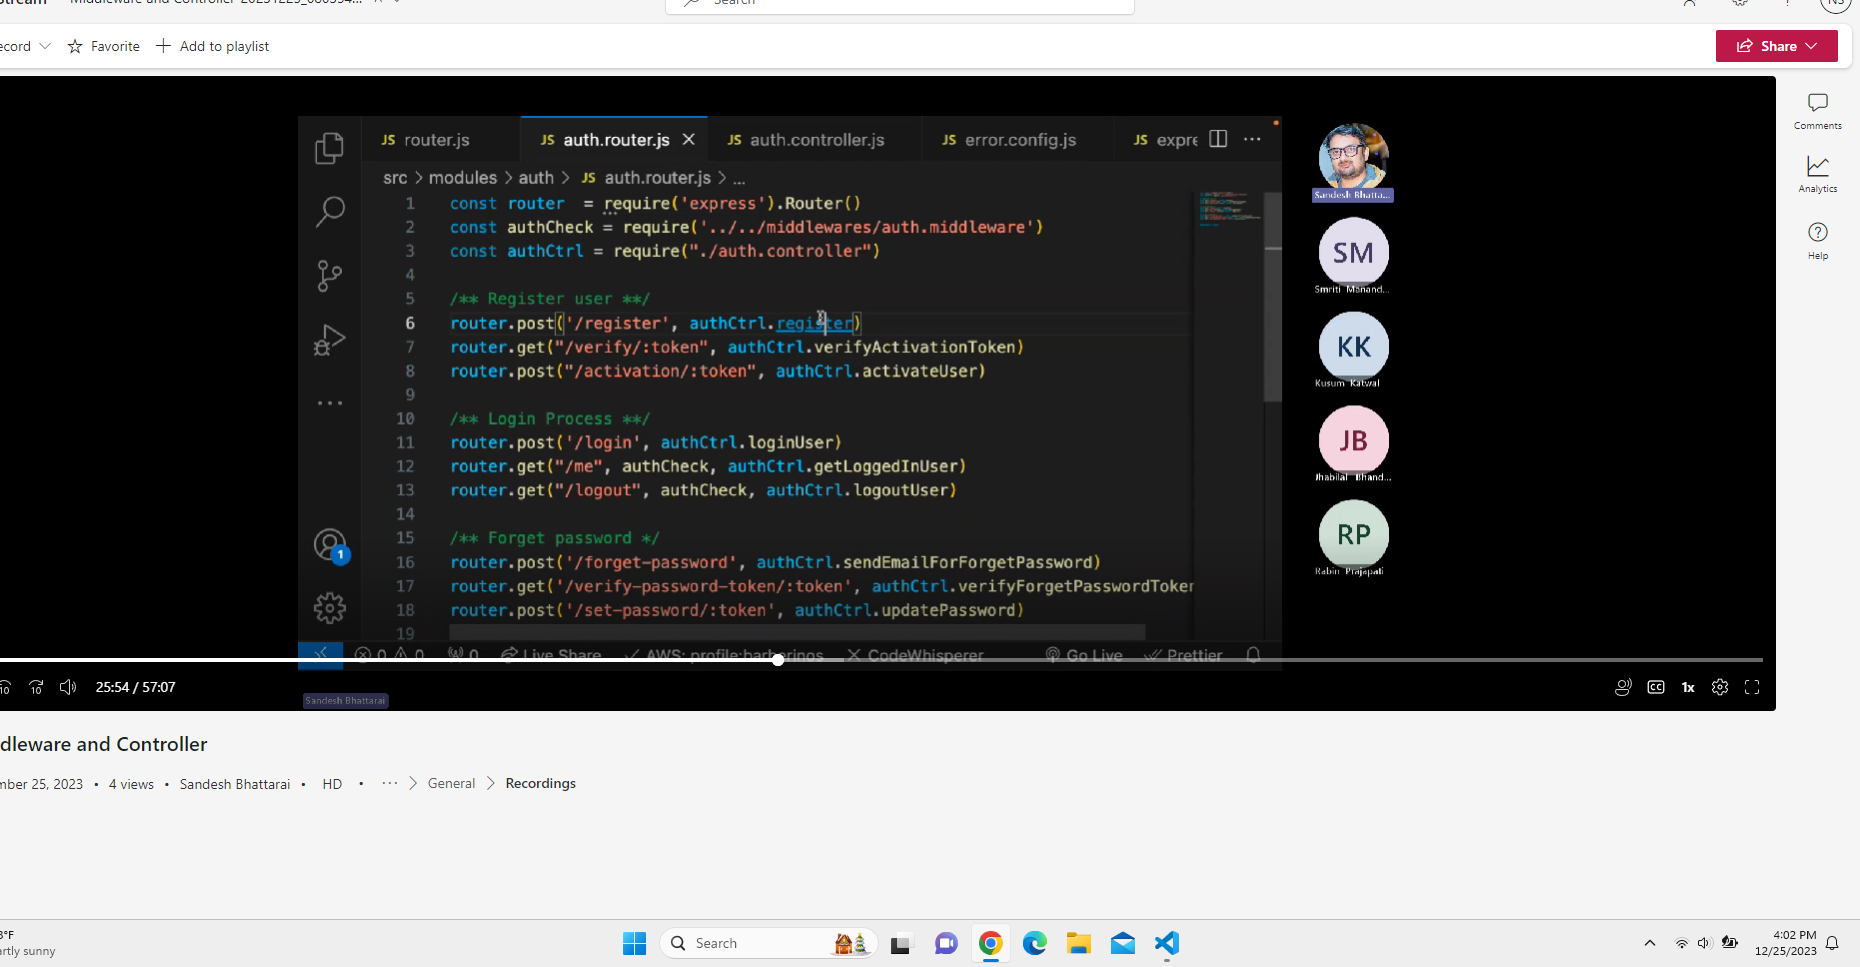 Search
ecord
Favorite
Add to playlist
Share
Comments
Analytics
Help
JS router.js
JS auth.router.js
JS auth.controller.js
JS error.config.js
JS expre
src > modules > auth > JS auth.router.js > ...
1 const router  = require('express').Router()
2 const authCheck = require('../../middlewares/auth.middleware')
3 const authCtrl = require("./auth.controller")
4
5 /** Register user **/
6 router.post('/register', authCtrl.register)
7 router.get("/verify/:token", authCtrl.verifyActivationToken)
8 router.post("/activation/:token", authCtrl.activateUser)
9
10 /** Login Process **/
11 router.post('/login', authCtrl.loginUser)
12 router.get("/me", authCheck, authCtrl.getLoggedInUser)
13 router.get("/logout", authCheck, authCtrl.logoutUser)
14
15 /** Forget password */
16 router.post('/forget-password', authCtrl.sendEmailForForgetPassword)
17 router.get('/verify-password-token/:token', authCtrl.verifyForgetPasswordToken
18 router.post('/set-password/:token', authCtrl.updatePassword)
19
1
0 0 0 Live Share AWS: profile:barberinos CodeWhisperer Go Live Prettier
Sandesh Bhatta...
SM
Smriti Manand...
KK
Kusum Katwal
JB
Jhabilal Bhand...
RP
Rabin Prajapati
10 10 25:54 / 57:07
CC 1x
Sandesh Bhattarai
dleware and Controller
mber 25, 2023 • 4 views • Sandesh Bhattarai • HD • ... > General > Recordings
8°F
artly sunny
Search
4:02 PM
12/25/2023